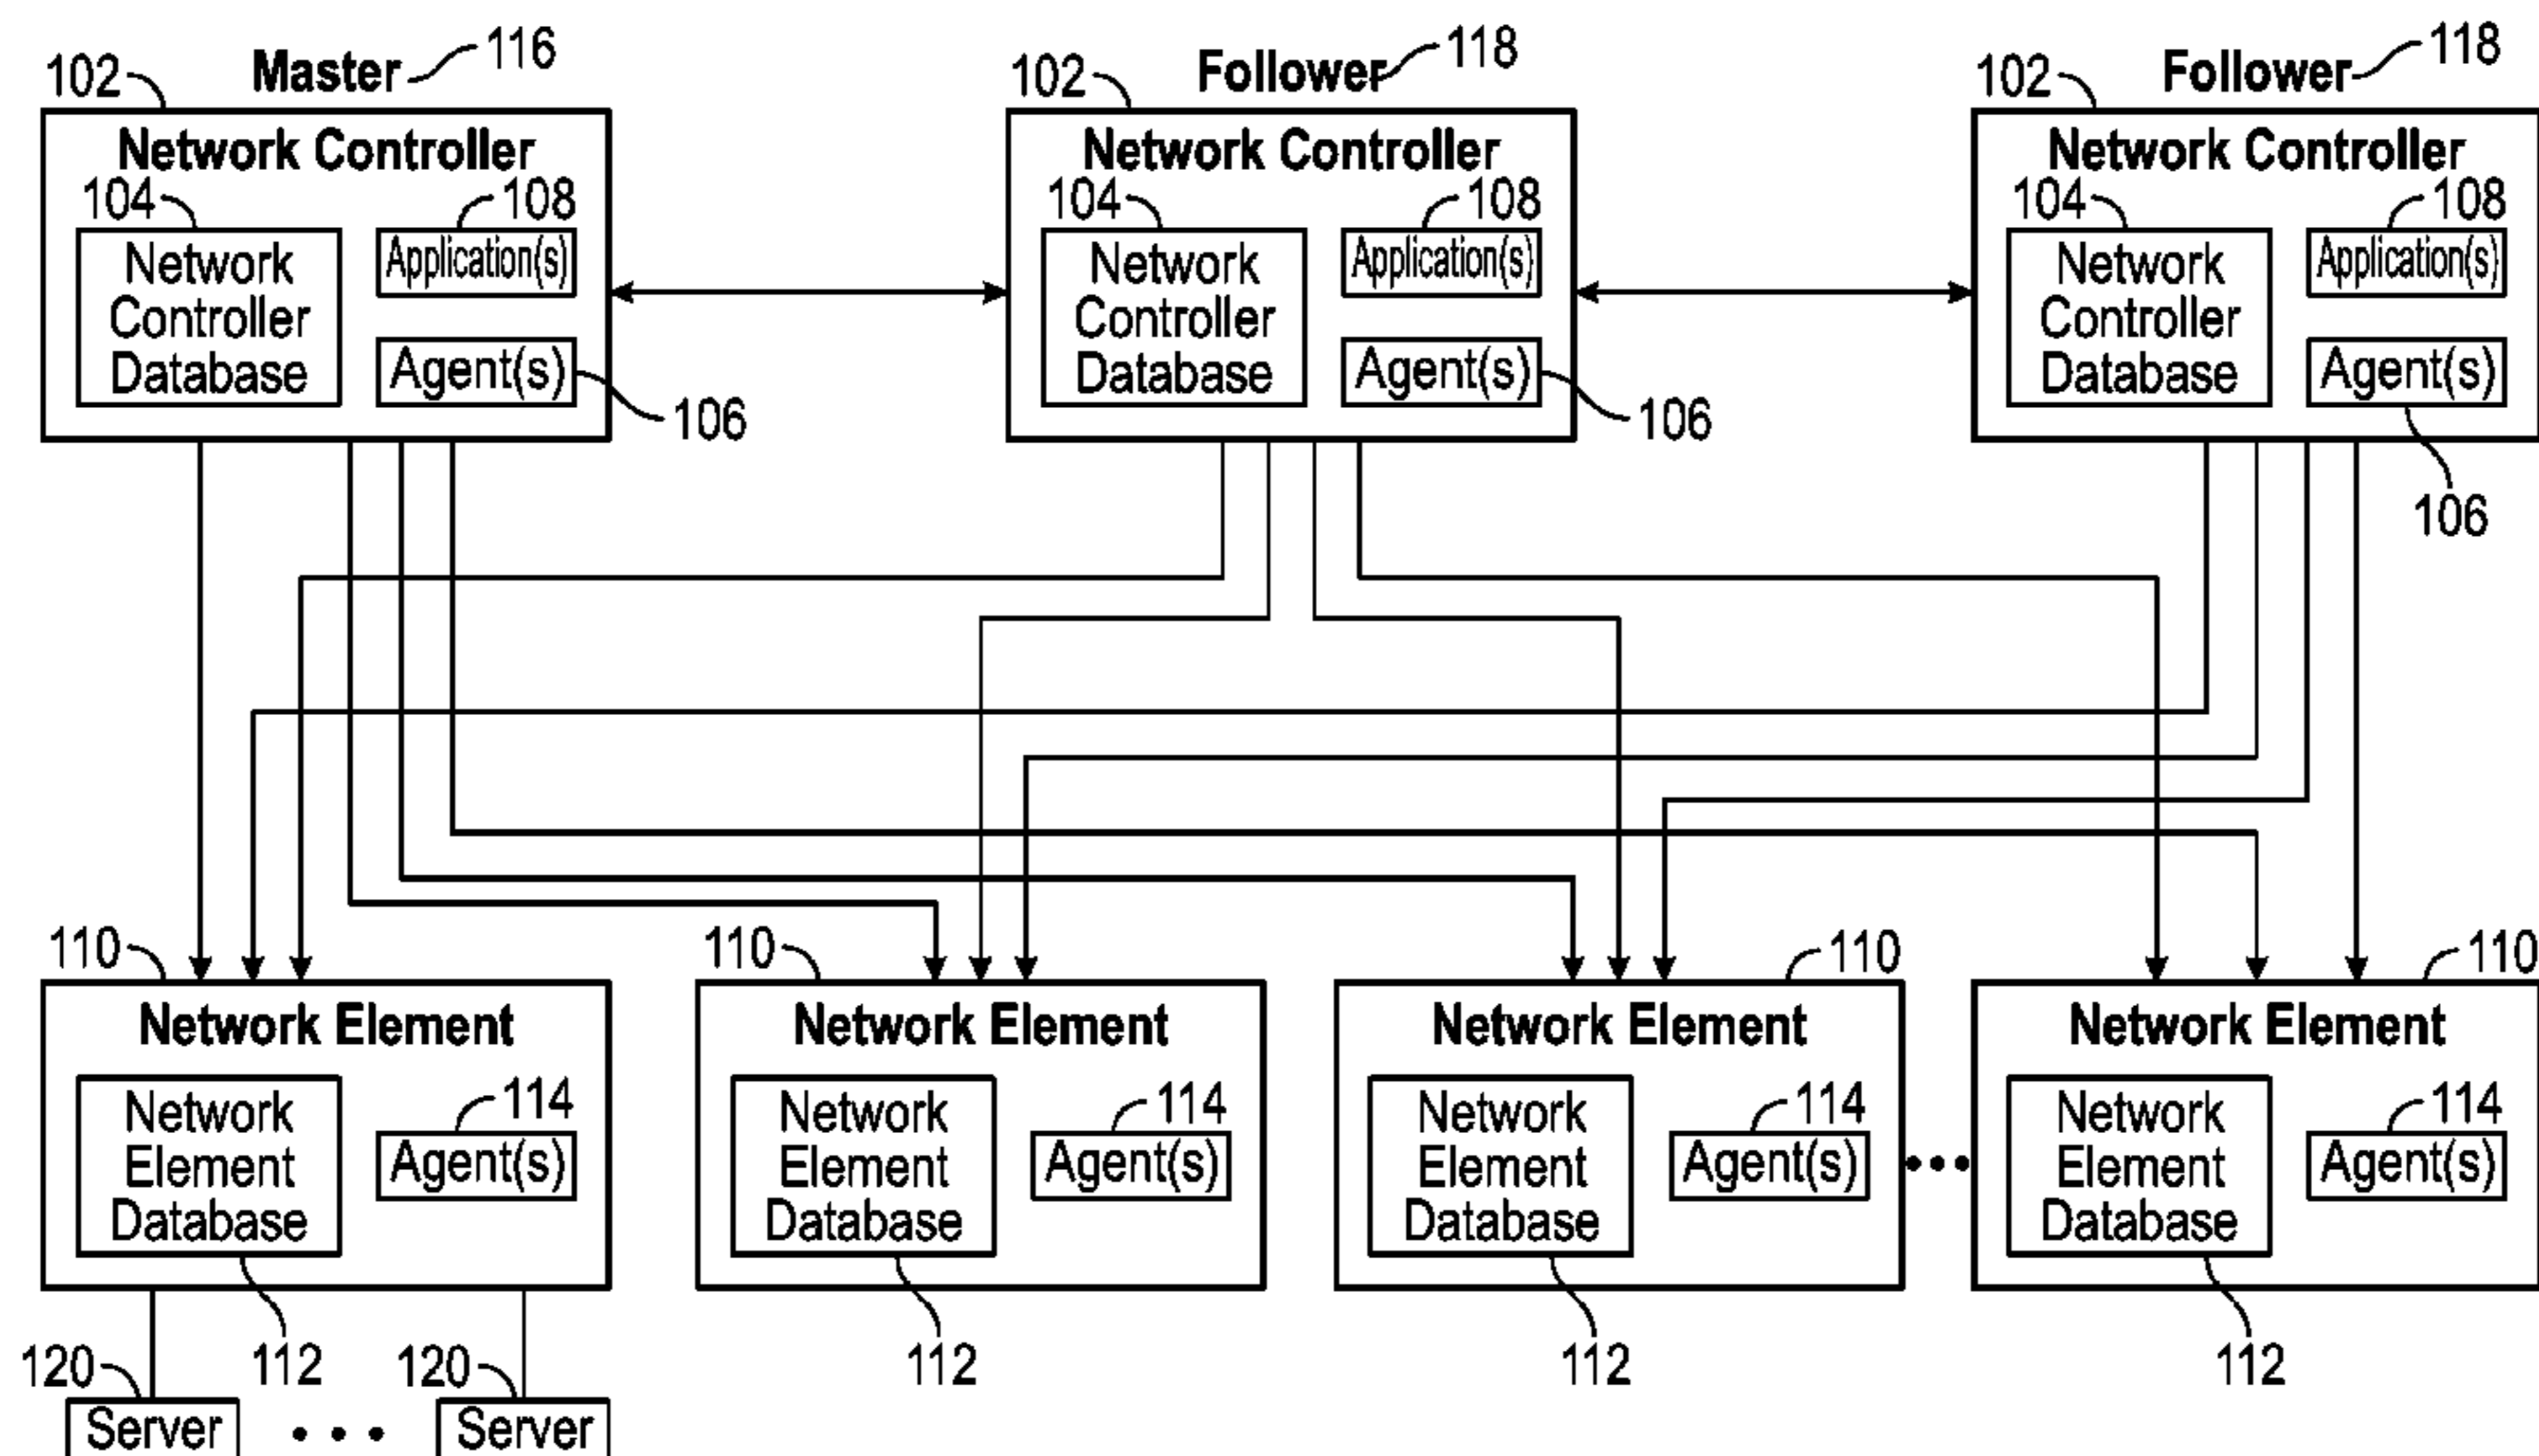 Master 116
Follower 118
Follower 118
102
102
102
Network Controller
Network Controller
Network Controller
104 108
104 108
104 108
Network
Controller
Database
Application(s)
Agent(s)
Network
Controller
Database
Application(s)
Agent(s)
Network
Controller
Database
Application(s)
Agent(s)
106
106
106
110
110
110
110
Network Element
Network Element
Network Element
Network Element
Network
Element
Database
114
Agent(s)
Network
Element
Database
114
Agent(s)
Network
Element
Database
114
Agent(s)
•••
Network
Element
Database
114
Agent(s)
120
112
120
112
112
112
Server
• • •
Server